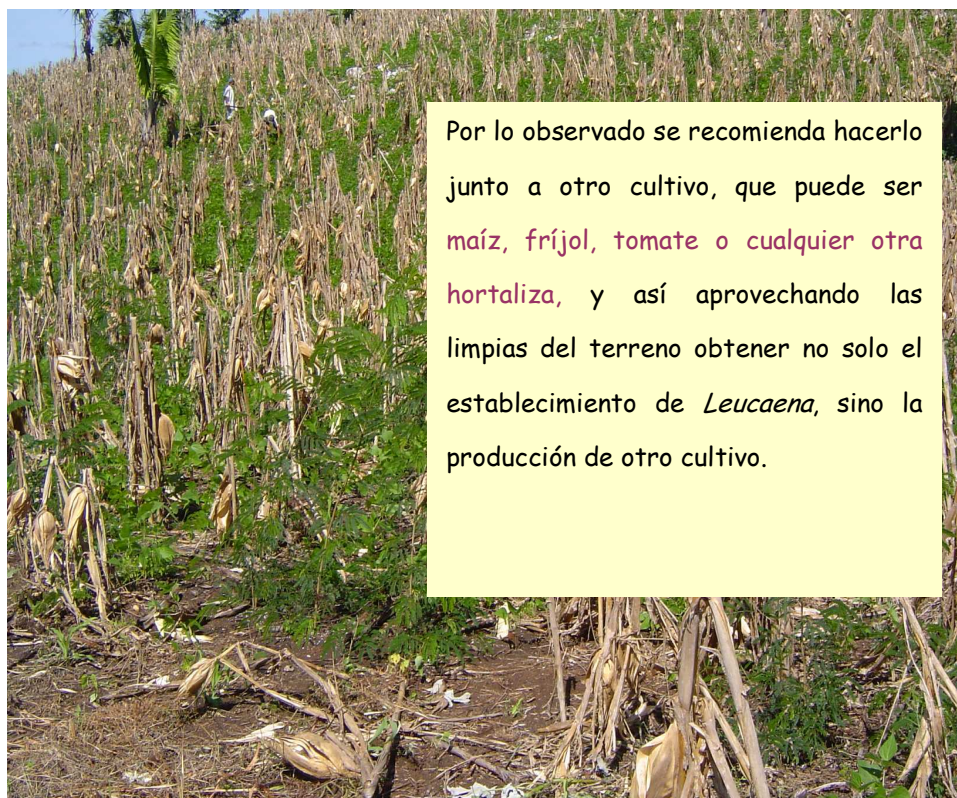 Por lo observado se recomienda hacerlo
junto a otro cultivo, que puede ser
maíz, fríjol, tomate o cualquier otra
hortaliza, y así aprovechando las
limpias del terreno obtener no solo el
establecimiento de Leucaena, sino la
producción de otro cultivo.